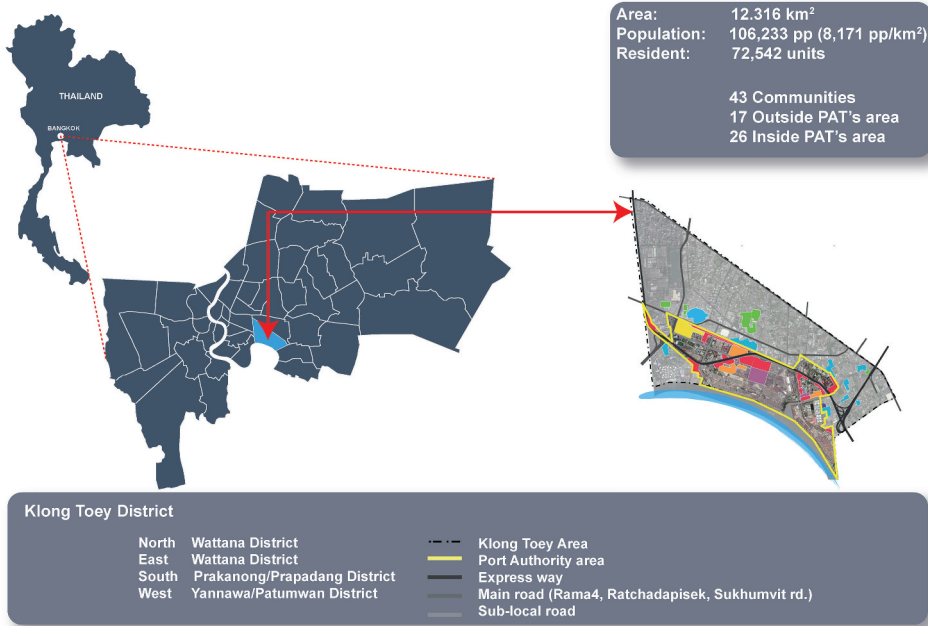 THAILAND
BANGKOK
Area: 12.316 km²
Population: 106,233 pp (8,171 pp/km²)
Resident: 72,542 units
43 Communities
17 Outside PAT's area
26 Inside PAT's area
Klong Toey District
North Wattana District
East Wattana District
South Prakanong/Prapadang District
West Yannawa/Patumwan District
Klong Toey Area
Port Authority area
Express way
Main road (Rama4, Ratchadapisek, Sukhumvit rd.)
Sub-local road